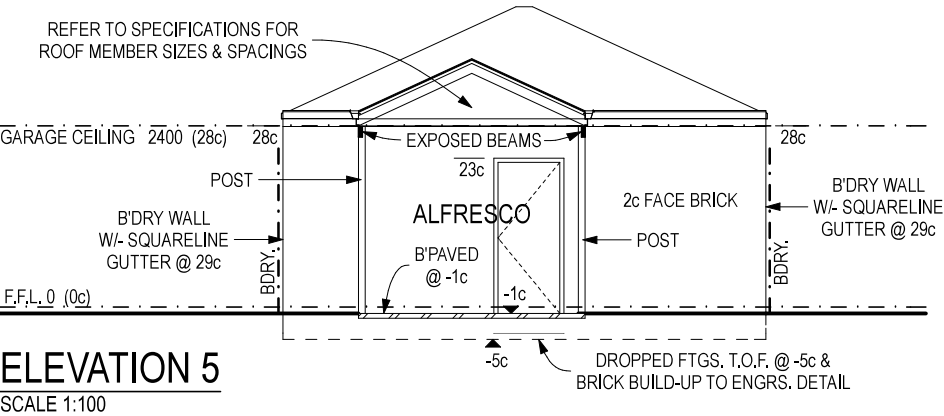 REFER TO SPECIFICATIONS FOR
ROOF MEMBER SIZES & SPACINGS
GARAGE CEILING 2400 (28c) 28c
EXPOSED BEAMS
28c
POST
23c
2c FACE BRICK
B'DRY WALL
W/- SQUARELINE
GUTTER @ 29c
ALFRESCO
POST
B'DRY WALL
W/- SQUARELINE
GUTTER @ 29c
B'PAVED
@ -1c
BDRY.
BDRY.
-1c
F.F.L. 0 (0c)
-5c
DROPPED FTGS. T.O.F. @ -5c &
BRICK BUILD-UP TO ENGRS. DETAIL
ELEVATION 5
SCALE 1:100